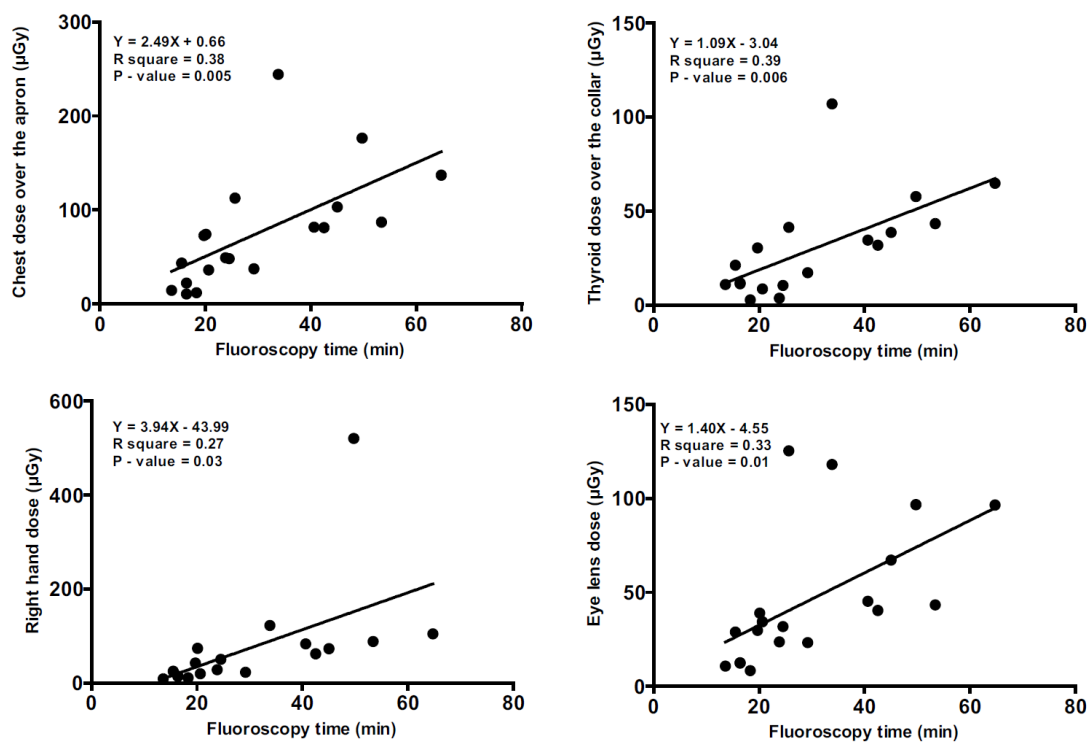 Chest dose over the apron (µGy)
300
200
100
0
Y = 2.49X + 0.66
R square = 0.38
P - value = 0.005
0 20 40 60 80
Fluoroscopy time (min)
Thyroid dose over the collar (µGy)
150
100
50
0
Y = 1.09X - 3.04
R square = 0.39
P - value = 0.006
0 20 40 60 80
Fluoroscopy time (min)
Right hand dose (µGy)
600
400
200
0
Y = 3.94X - 43.99
R square = 0.27
P - value = 0.03
0 20 40 60 80
Fluoroscopy time (min)
Eye lens dose (µGy)
150
100
50
0
Y = 1.40X - 4.55
R square = 0.33
P - value = 0.01
0 20 40 60 80
Fluoroscopy time (min)